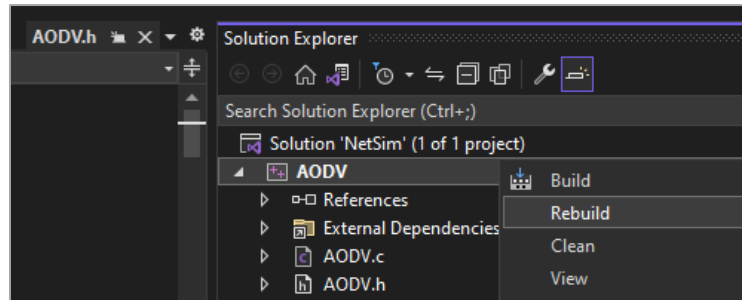 AODV.h
Solution Explorer
Search Solution Explorer (Ctrl+;)
Solution 'NetSim' (1 of 1 project)
AODV
References
External Dependencies
AODV.c
AODV.h
Build
Rebuild
Clean
View